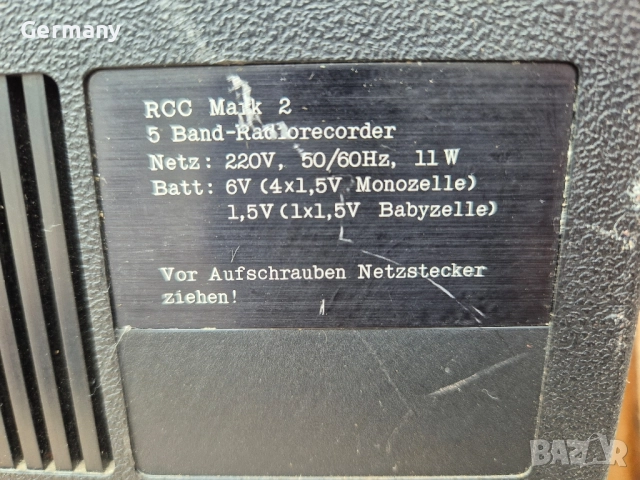 Germany
RCC Mark 2
5 Band-Radiorecorder
Netz: 220V, 50/60Hz, 11W
Batt: 6V (4x1,5V Monozelle)
1,5V (1x1,5V Babyzelle)
Vor Aufschrauben Netzstecker
ziehen!
BAZAR